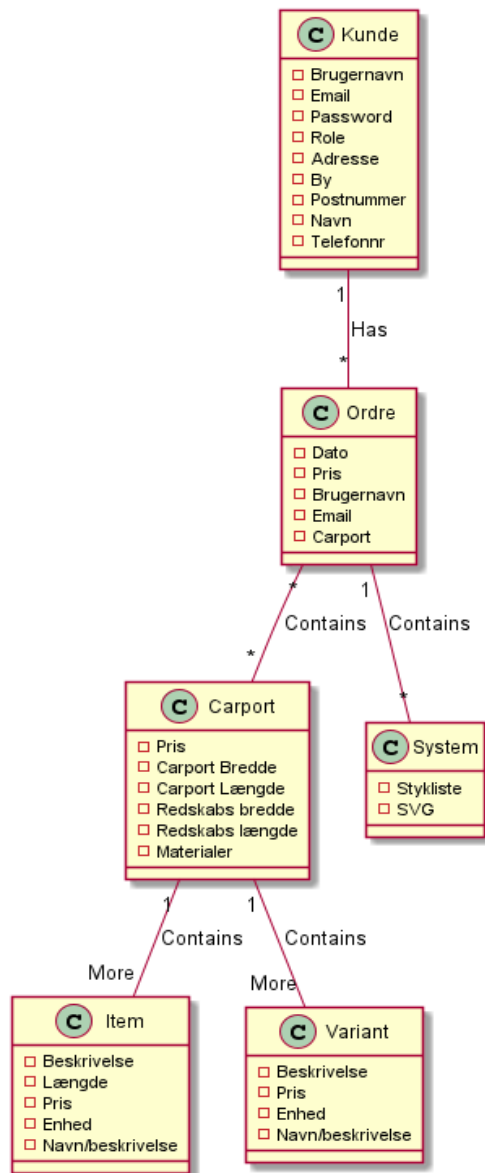 C Kunde
Brugernavn
Email
Password
Role
Adresse
By
Postnummer
Navn
Telefonnr
1
Has
*
C Ordre
Dato
Pris
Brugernavn
Email
Carport
* 1
Contains Contains
* *
C Carport
Pris
Carport Bredde
Carport Længde
Redskabs bredde
Redskabs længde
Materialer
C System
Stykliste
SVG
1 1
Contains Contains
More More
C Item
Beskrivelse
Længde
Pris
Enhed
Navn/beskrivelse
C Variant
Beskrivelse
Pris
Enhed
Navn/beskrivelse